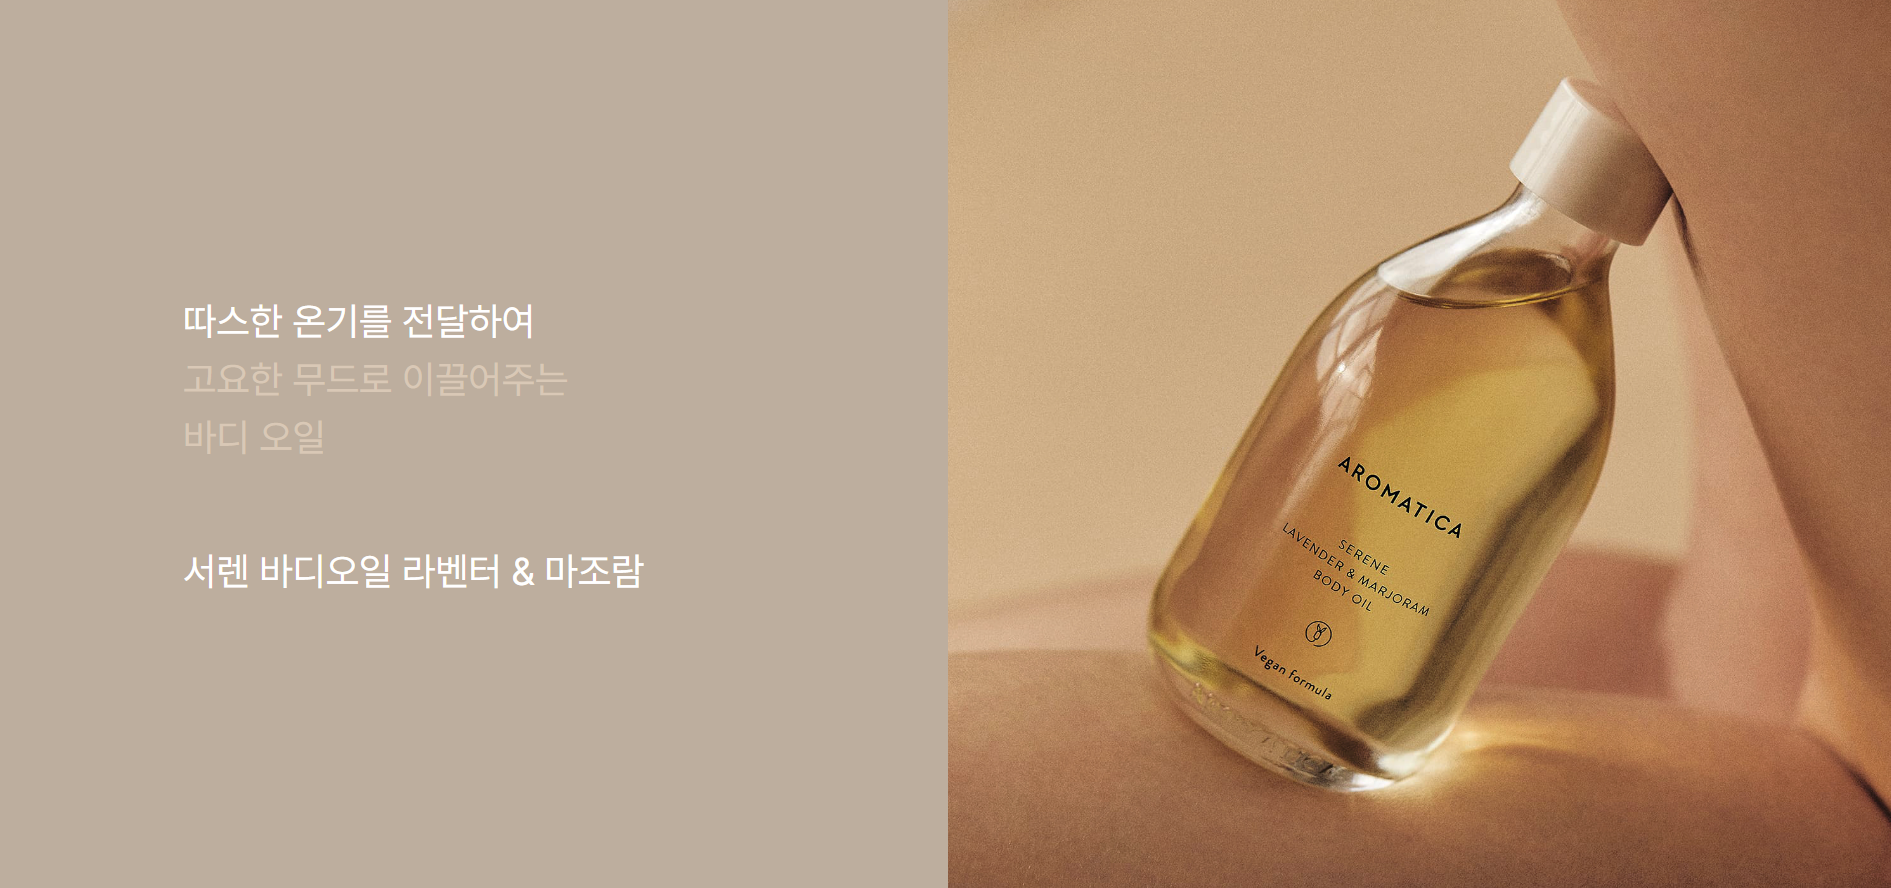 따스한 온기를 전달하여
고요한 무드로 이끌어주는
바디 오일
서렌 바디오일 라벤터 & 마조람
AROMATICA
SERENE
LAVENDER & MARJORAM
BODY OIL
Vegan formula